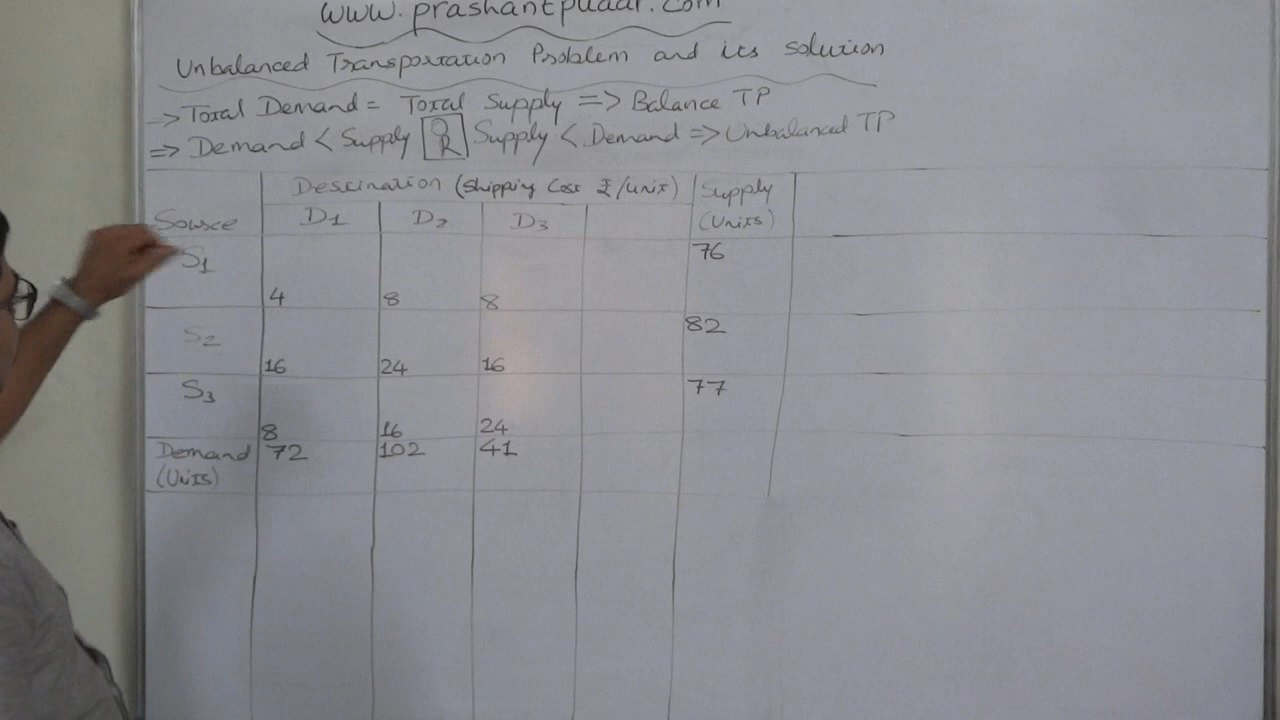 www.prashantpuaar.com
Unbalanced Transportation Problem and its solution
-> Total Demand = Total Supply => Balance TP
=> Demand < Supply OR Supply < Demand => Unbalanced TP
Source Destination (Shipping Cost ₹/unit) Supply (Units)
D1 D2 D3
S1 76
4 8 8
S2 82
16 24 16
S3 77
8 16 24
Demand (Units) 72 102 41